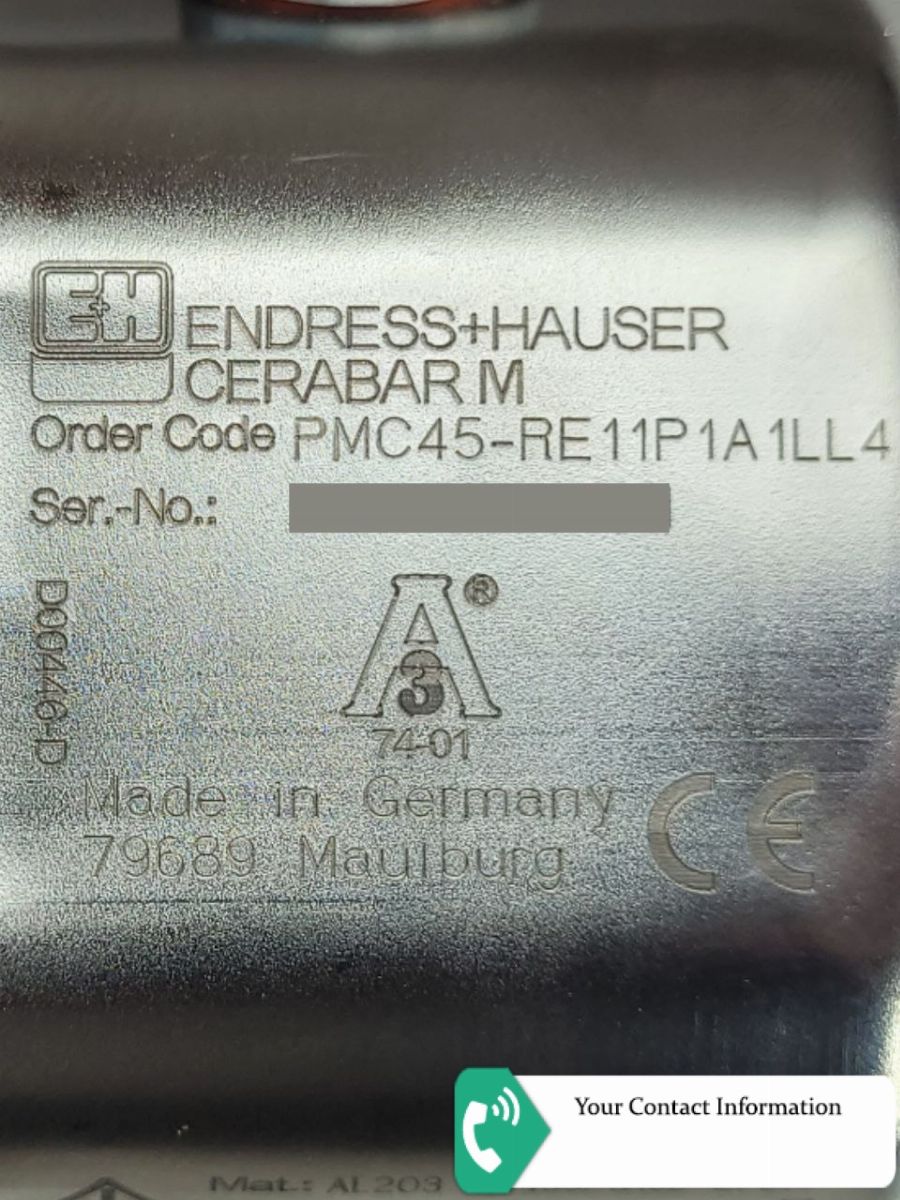 E+H
ENDRESS+HAUSER
CERABAR M
Order Code PMC45-RE11P1A1LL4
Ser.-No.:
A®
3
74-01
D00446-D
Made in Germany
79689 Maulburg
CE
Mat.: AL203
Your Contact Information